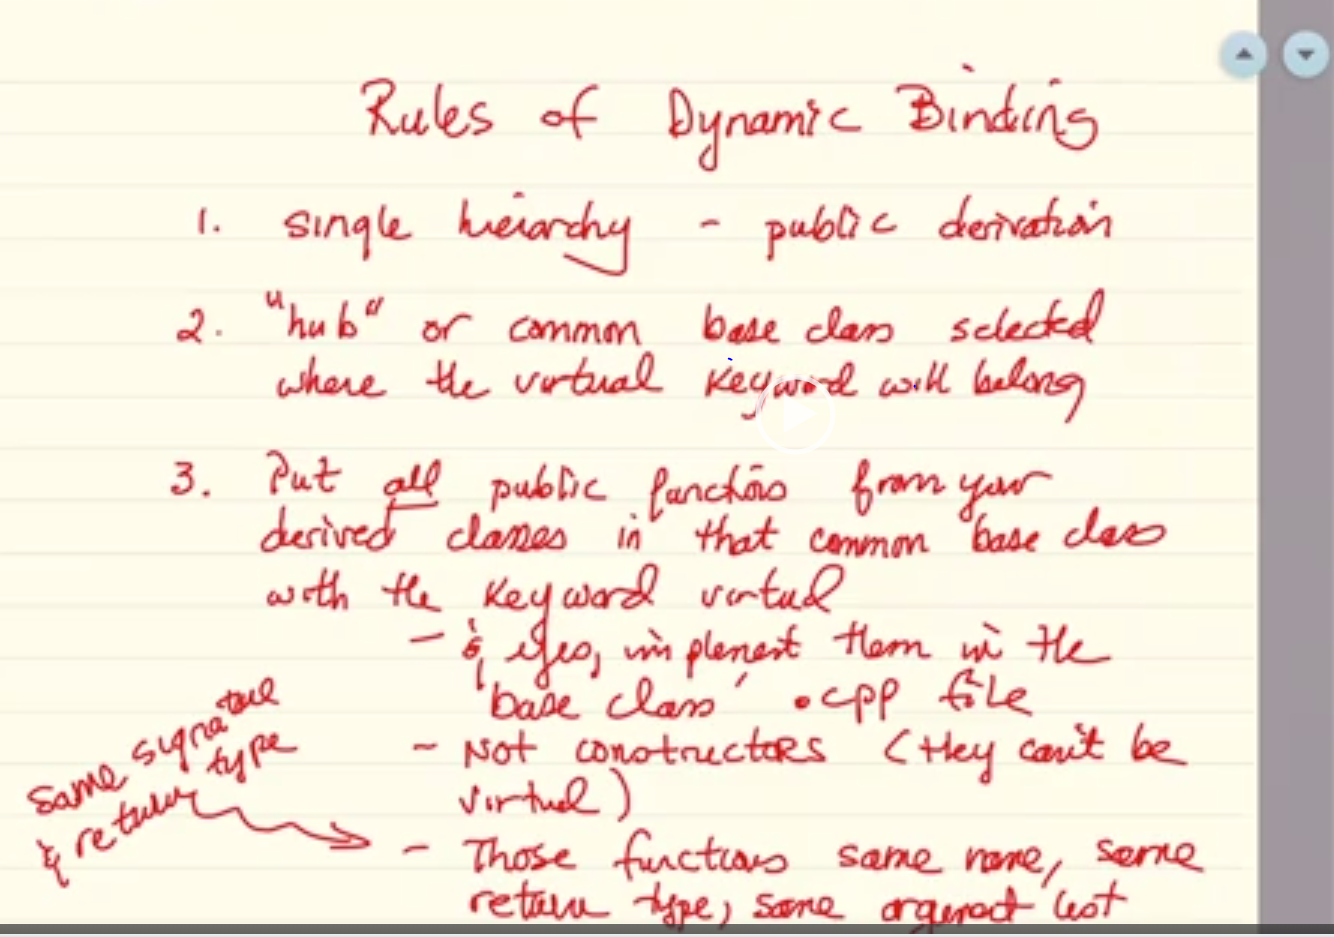 Rules of Dynamic Binding
1. single heirarchy - public derivation
2. "hub" or common base class selected
where the virtual keyword will belong
3. Put all public functions from your
derived classes in that common base class
with the keyword virtual
- & yes, implement them in the
base class' .cpp file
- Not constructors (they can't be
virtual)
same signature
& return type
- Those functions same name, same
return type, same argument list